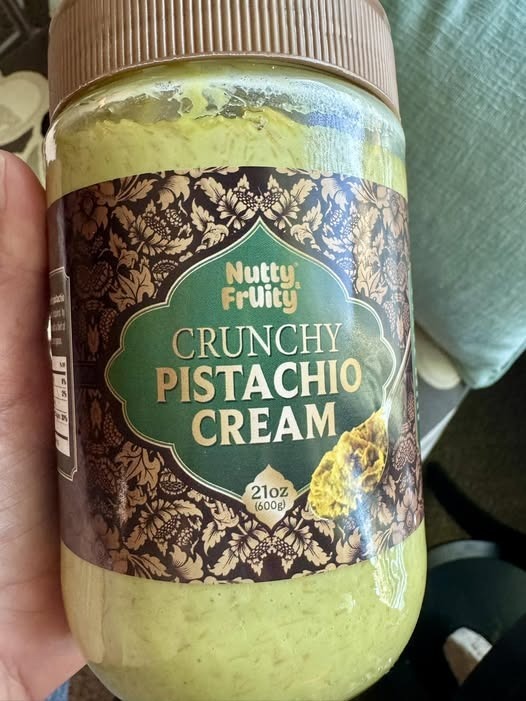 Nutty
& Fruity
CRUNCHY
PISTACHIO
CREAM
21oz
(600g)